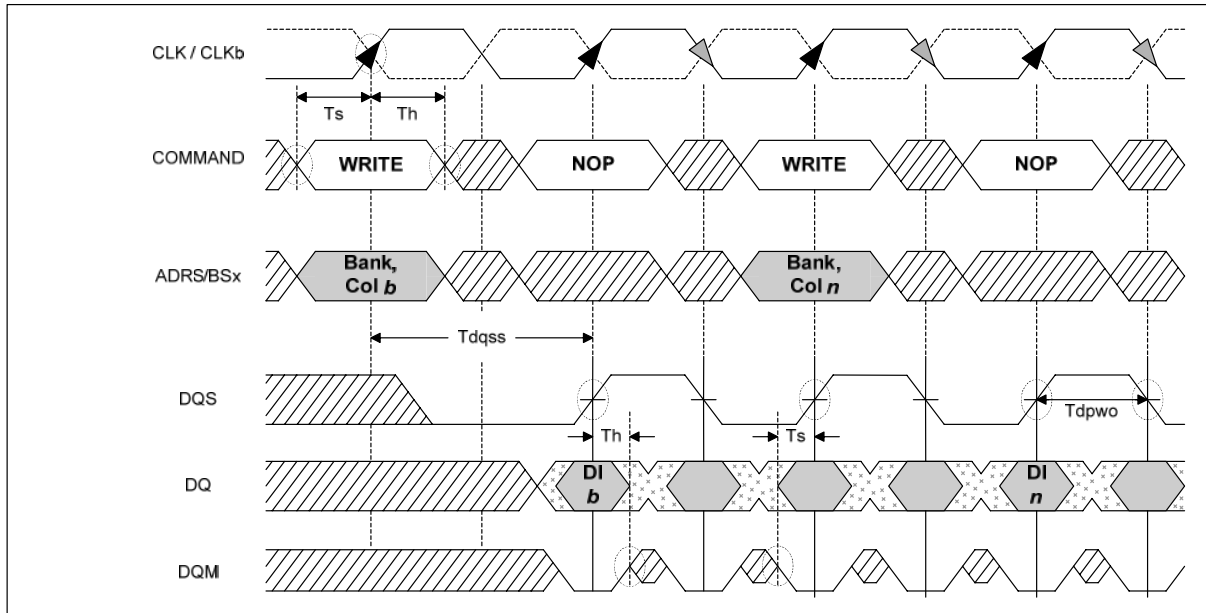 CLK / CLKb
Ts
Th
COMMAND
WRITE
NOP
WRITE
NOP
ADRS/BSx
Bank,
Col b
Bank,
Col n
Tdqss
DQS
Tdpwo
Th
Ts
DQ
DI
b
DI
n
DQM